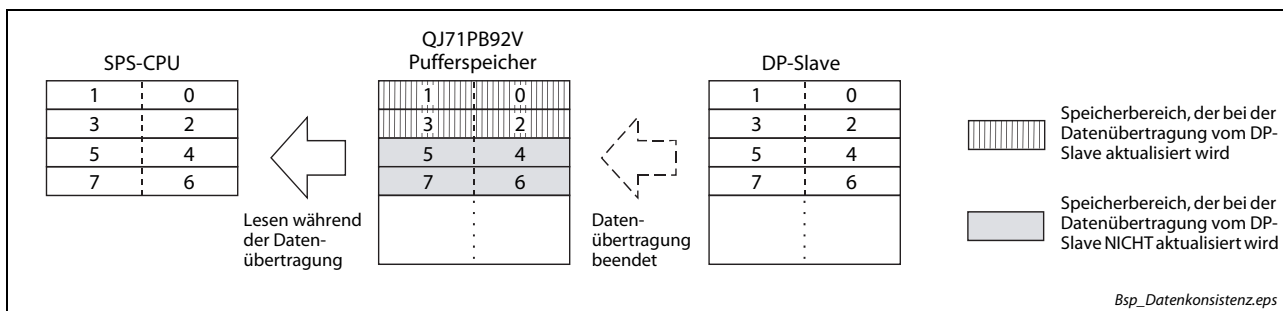 SPS-CPU
1 0
3 2
5 4
7 6
Lesen während
der Daten-
übertragung
QJ71PB92V
Pufferspeicher
1 0
3 2
5 4
7 6
Daten-
übertragung
beendet
DP-Slave
1 0
3 2
5 4
7 6
Speicherbereich, der bei der
Datenübertragung vom DP-
Slave aktualisiert wird
Speicherbereich, der bei der
Datenübertragung vom DP-
Slave NICHT aktualisiert wird
Bsp_Datenkonsistenz.eps